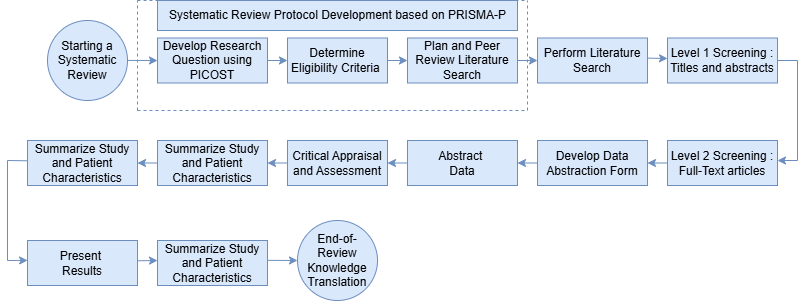 Systematic Review Protocol Development based on PRISMA-P
Starting a
Systematic
Review
Develop Research
Question using
PICOST
Determine
Eligibility Criteria
Plan and Peer
Review Literature
Search
Perform Literature
Search
Level 1 Screening :
Titles and abstracts
Summarize Study
and Patient
Characteristics
Summarize Study
and Patient
Characteristics
Critical Appraisal
and Assessment
Abstract
Data
Develop Data
Abstraction Form
Level 2 Screening :
Full-Text articles
Present
Results
Summarize Study
and Patient
Characteristics
End-of-
Review
Knowledge
Translation